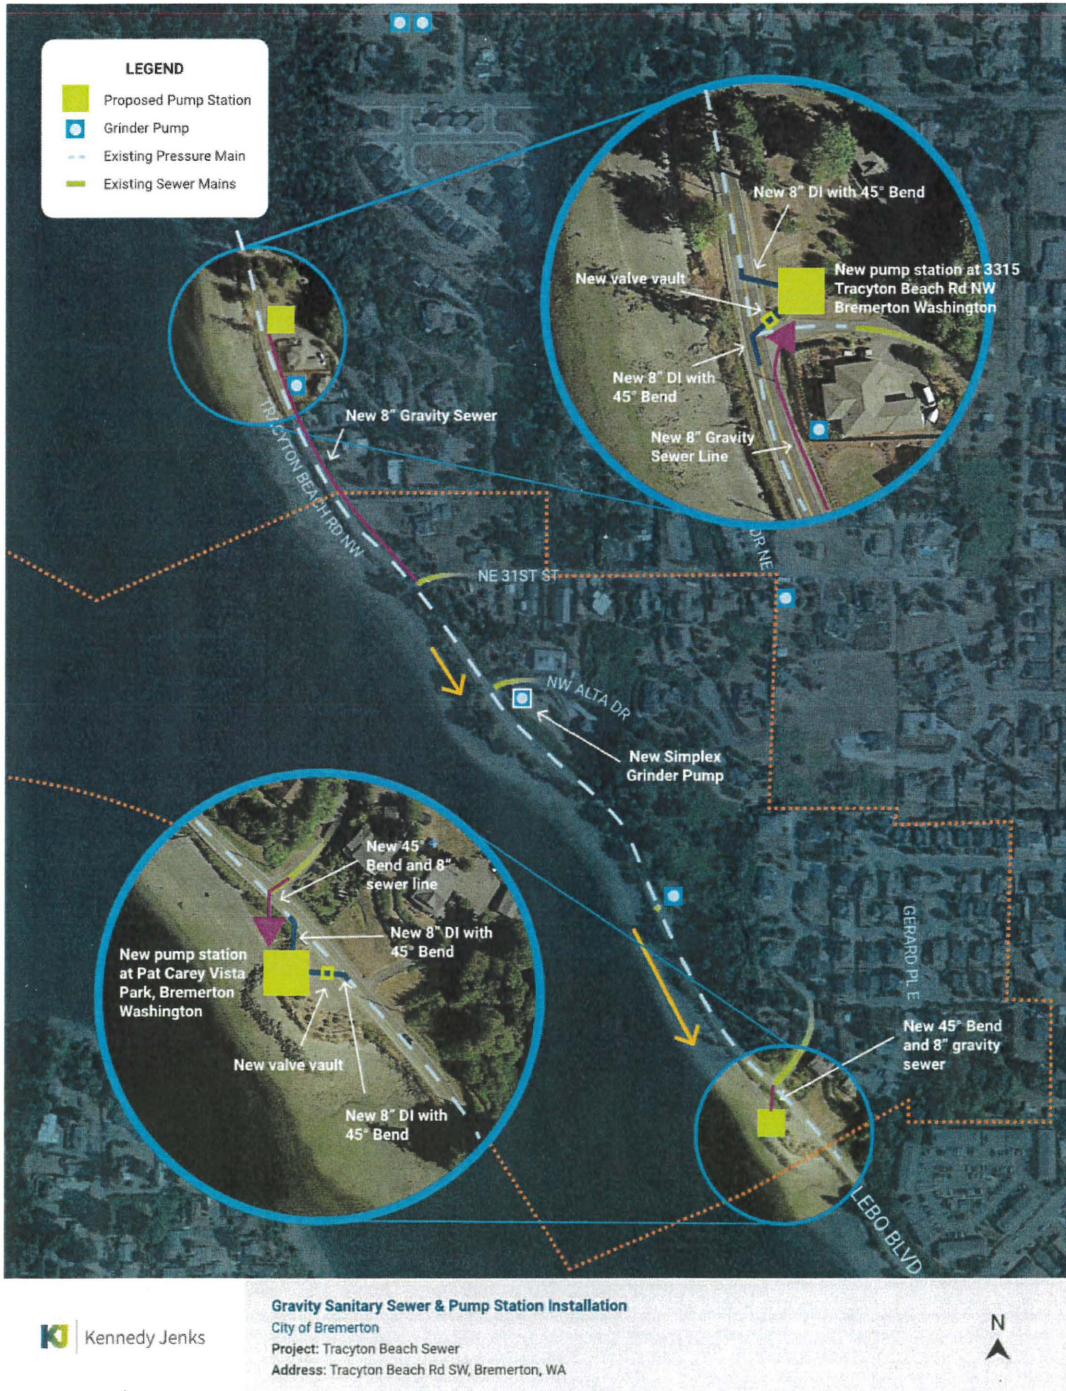 LEGEND
Proposed Pump Station
Grinder Pump
Existing Pressure Main
Existing Sewer Mains
New 8" DI with 45° Bend
New valve vault
New pump station at 3315
Tracyton Beach Rd NW
Bremerton Washington
New 8" DI with
45° Bend
New 8" Gravity
Sewer Line
New 8" Gravity Sewer
TRACYTON BEACH RD NW
DR NE
NE 31ST ST
NW ALTA DR
New Simplex
Grinder Pump
New 45°
Bend and 8"
sewer line
New 8" DI with
45° Bend
New pump station
at Pat Carey Vista
Park, Bremerton
Washington
New valve vault
New 8" DI with
45° Bend
GERARD PL E
New 45° Bend
and 8" gravity
sewer
LEBO BLVD
KJ Kennedy Jenks
Gravity Sanitary Sewer & Pump Station Installation
City of Bremerton
Project: Tracyton Beach Sewer
Address: Tracyton Beach Rd SW, Bremerton, WA
N